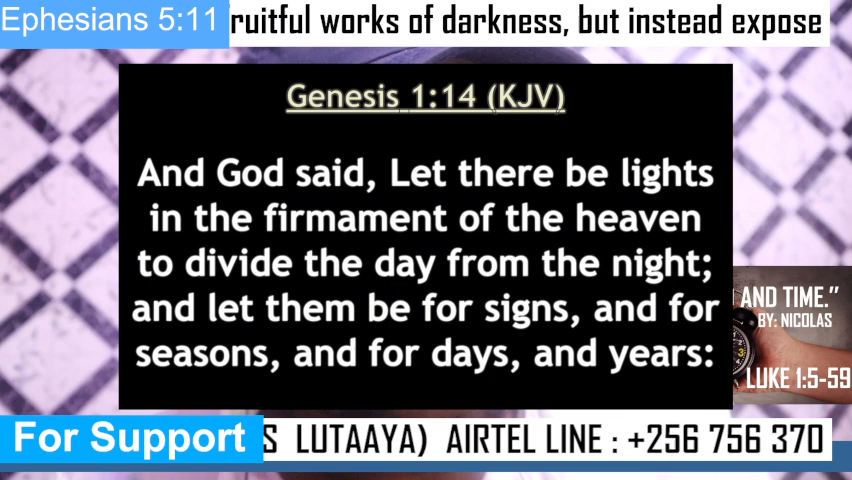 Ephesians 5:11 fruitful works of darkness, but instead expose
Genesis 1:14 (KJV)
And God said, Let there be lights
in the firmament of the heaven
to divide the day from the night;
and let them be for signs, and for
seasons, and for days, and years:
AND TIME.”
BY: NICOLAS
LUKE 1:5-59
For Support S LUTAAYA) AIRTEL LINE : +256 756 370